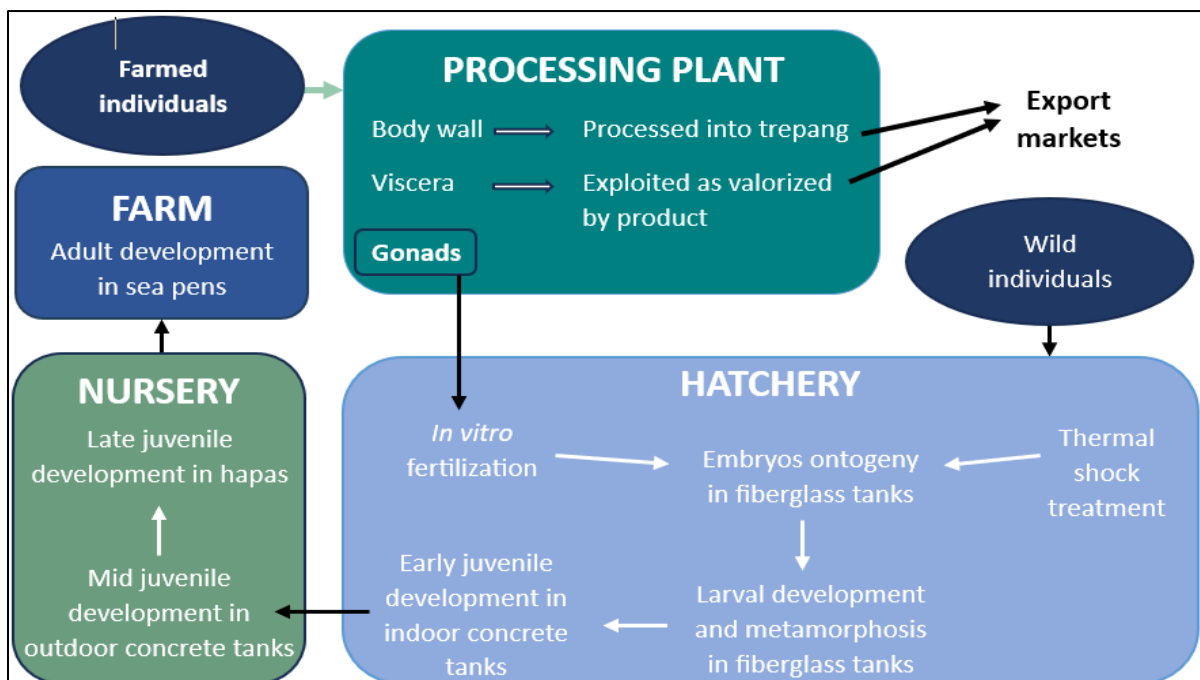 Farmed
individuals
PROCESSING PLANT
Body wall
Processed into trepang
Viscera
Exploited as valorized
by product
Gonads
Export
markets
FARM
Adult development
in sea pens
Wild
individuals
NURSERY
Late juvenile
development in hapas
Mid juvenile
development in
outdoor concrete tanks
HATCHERY
In vitro
fertilization
Embryos ontogeny
in fiberglass tanks
Thermal
shock
treatment
Early juvenile
development in
indoor concrete
tanks
Larval development
and metamorphosis
in fiberglass tanks